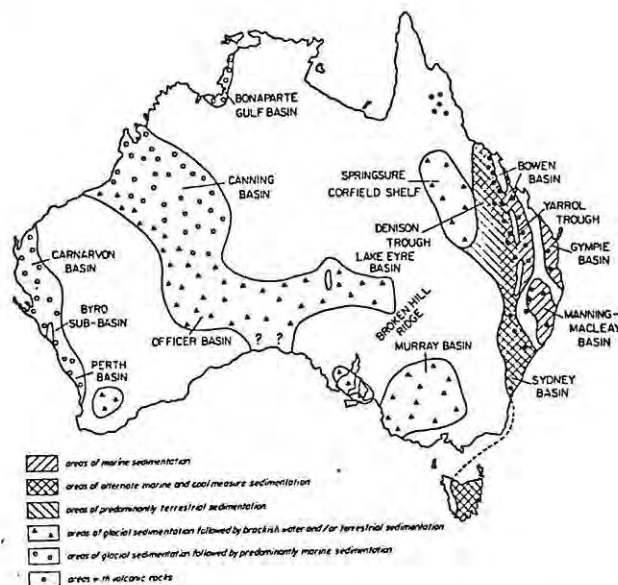 BONAPARTE
GULF BASIN
CANNING
BASIN
SPRINGSURE
CORFIELD SHELF
BOWEN
BASIN
DENISON
TROUGH
YARROL
TROUGH
GYMPIE
BASIN
LAKE EYRE
BASIN
CARNARVON
BASIN
BYRO
SUB-BASIN
OFFICER BASIN
? ?
BROKEN HILL
RIDGE
MANNING-
MACLEAY
BASIN
MURRAY BASIN
PERTH
BASIN
SYDNEY
BASIN
areas of marine sedimentation
areas of alternate marine and coal measure sedimentation
areas of predominantly terrestrial sedimentation
areas of glacial sedimentation followed by brackish water and/or terrestrial sedimentation
areas of glacial sedimentation followed by predominantly marine sedimentation
areas with volcanic rocks